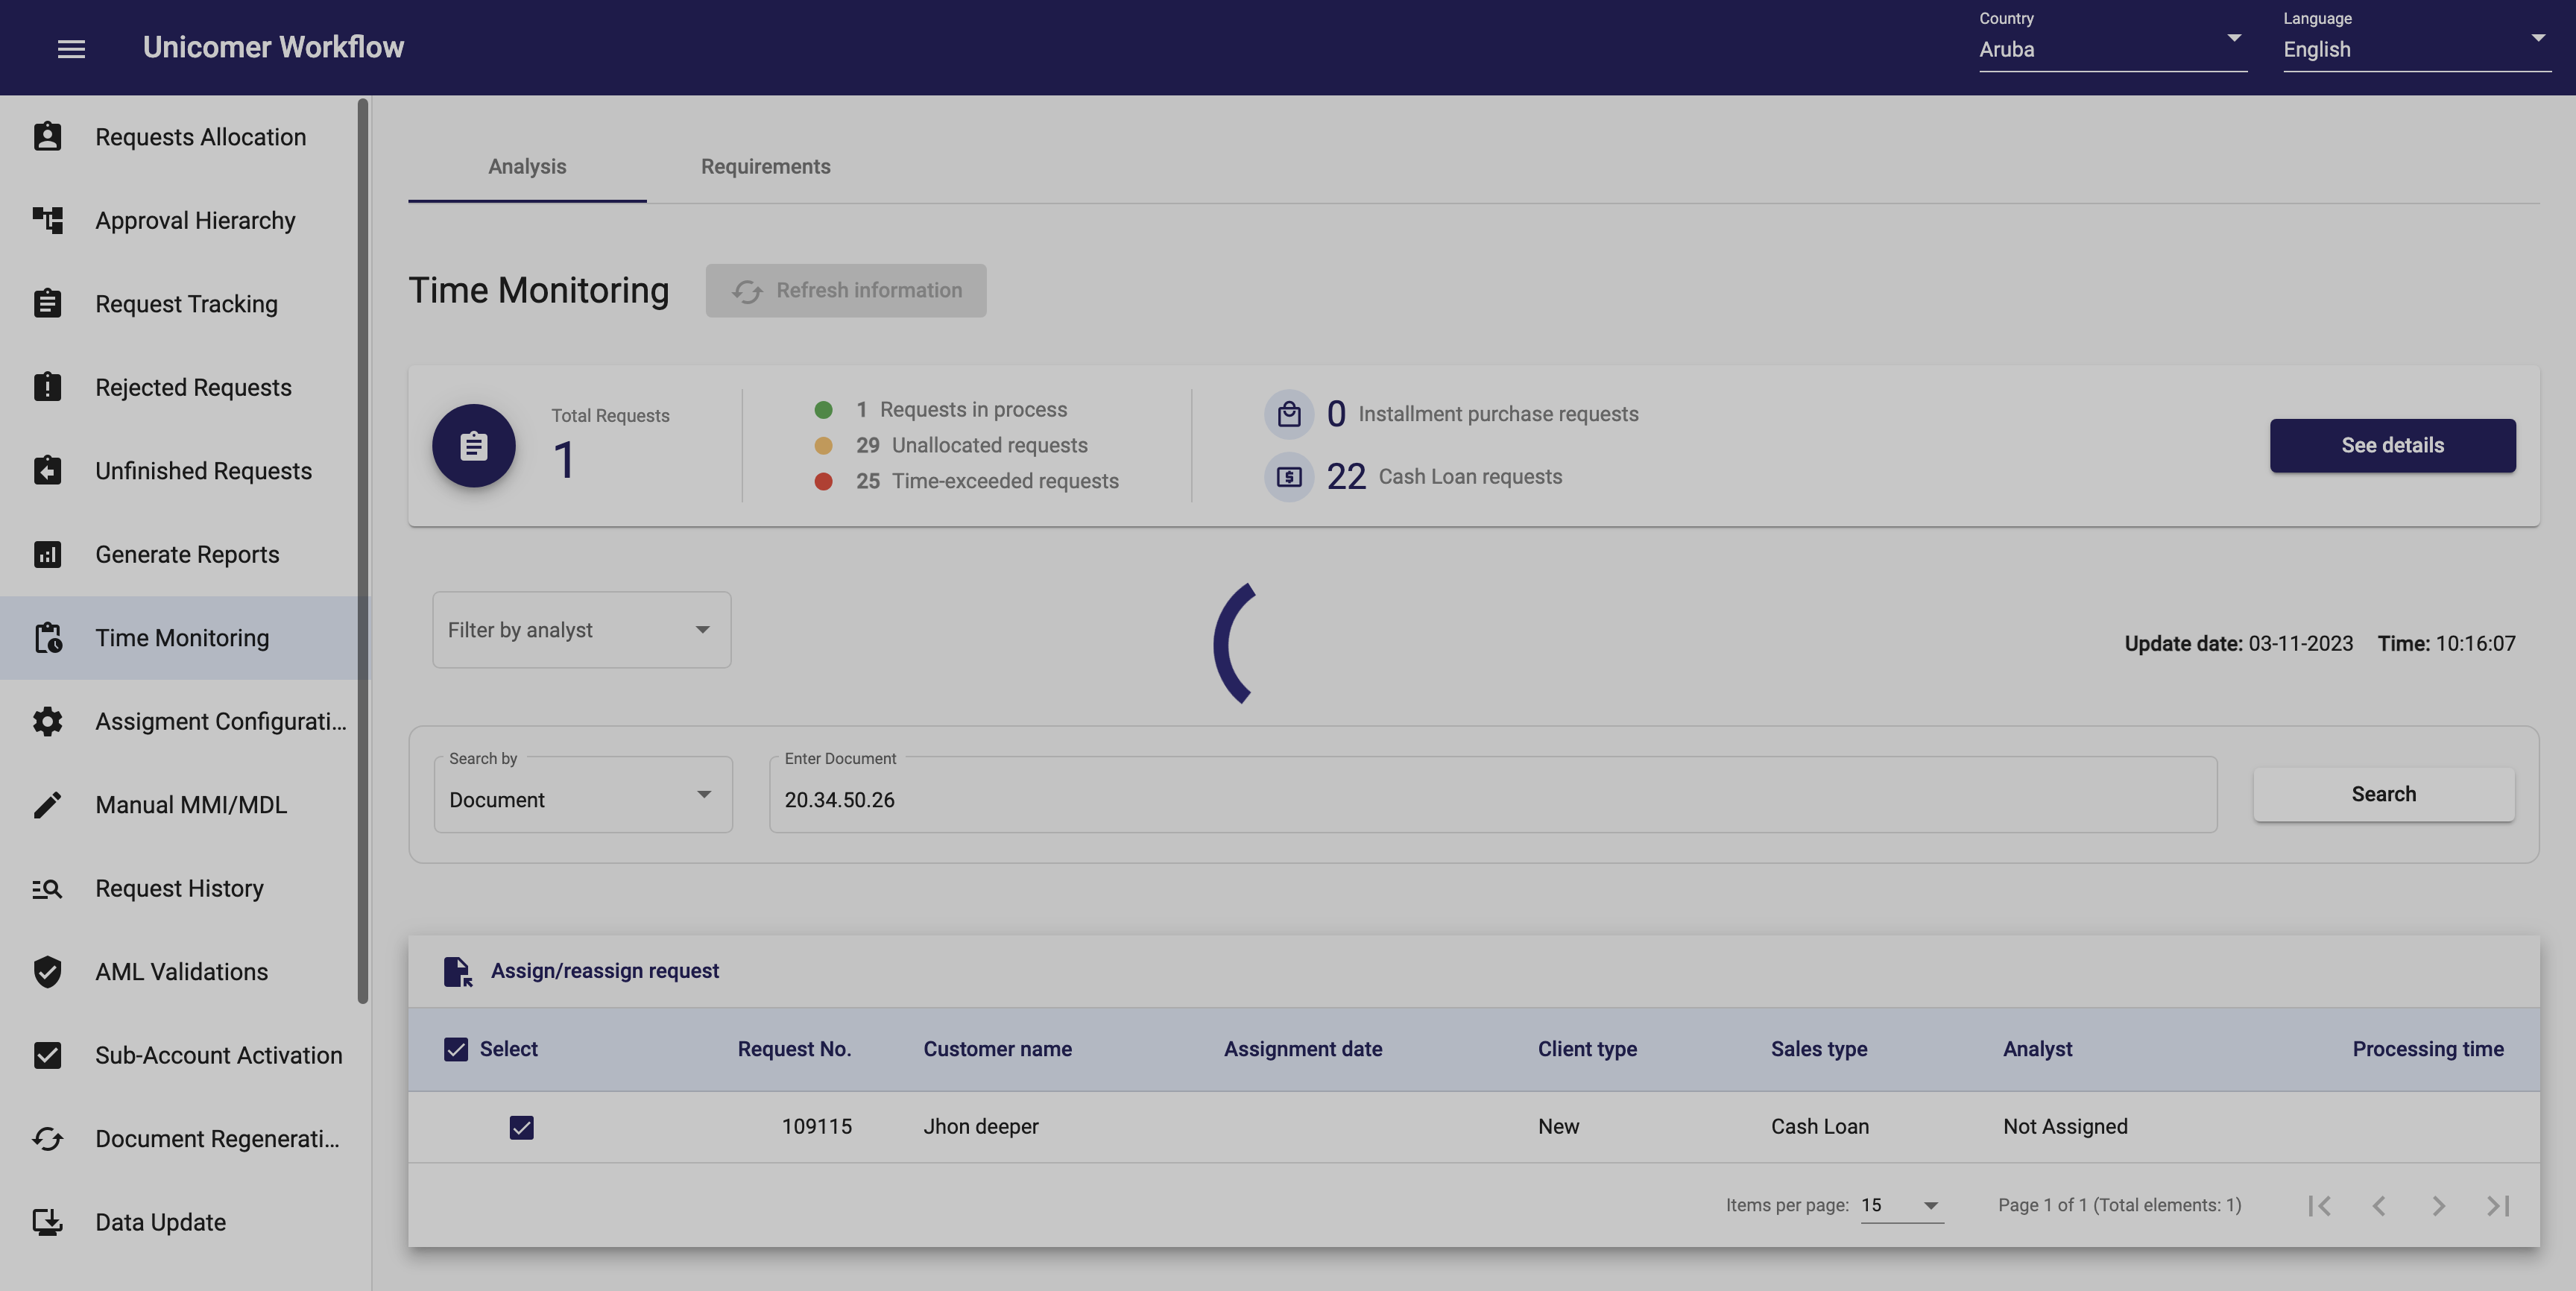 Unicomer Workflow
Country
Aruba
Language
English
Requests Allocation
Approval Hierarchy
Request Tracking
Rejected Requests
Unfinished Requests
Generate Reports
Time Monitoring
Assigment Configurati...
Manual MMI/MDL
Request History
AML Validations
Sub-Account Activation
Document Regenerati...
Data Update
Analysis
Requirements
Time Monitoring
Refresh information
Total Requests
1
1 Requests in process
29 Unallocated requests
25 Time-exceeded requests
0 Installment purchase requests
22 Cash Loan requests
See details
Filter by analyst
Update date: 03-11-2023 Time: 10:16:07
Search by
Document
Enter Document
20.34.50.26
Search
Assign/reassign request
Select Request No. Customer name Assignment date Client type Sales type Analyst Processing time
109115 Jhon deeper New Cash Loan Not Assigned
Items per page: 15 Page 1 of 1 (Total elements: 1)